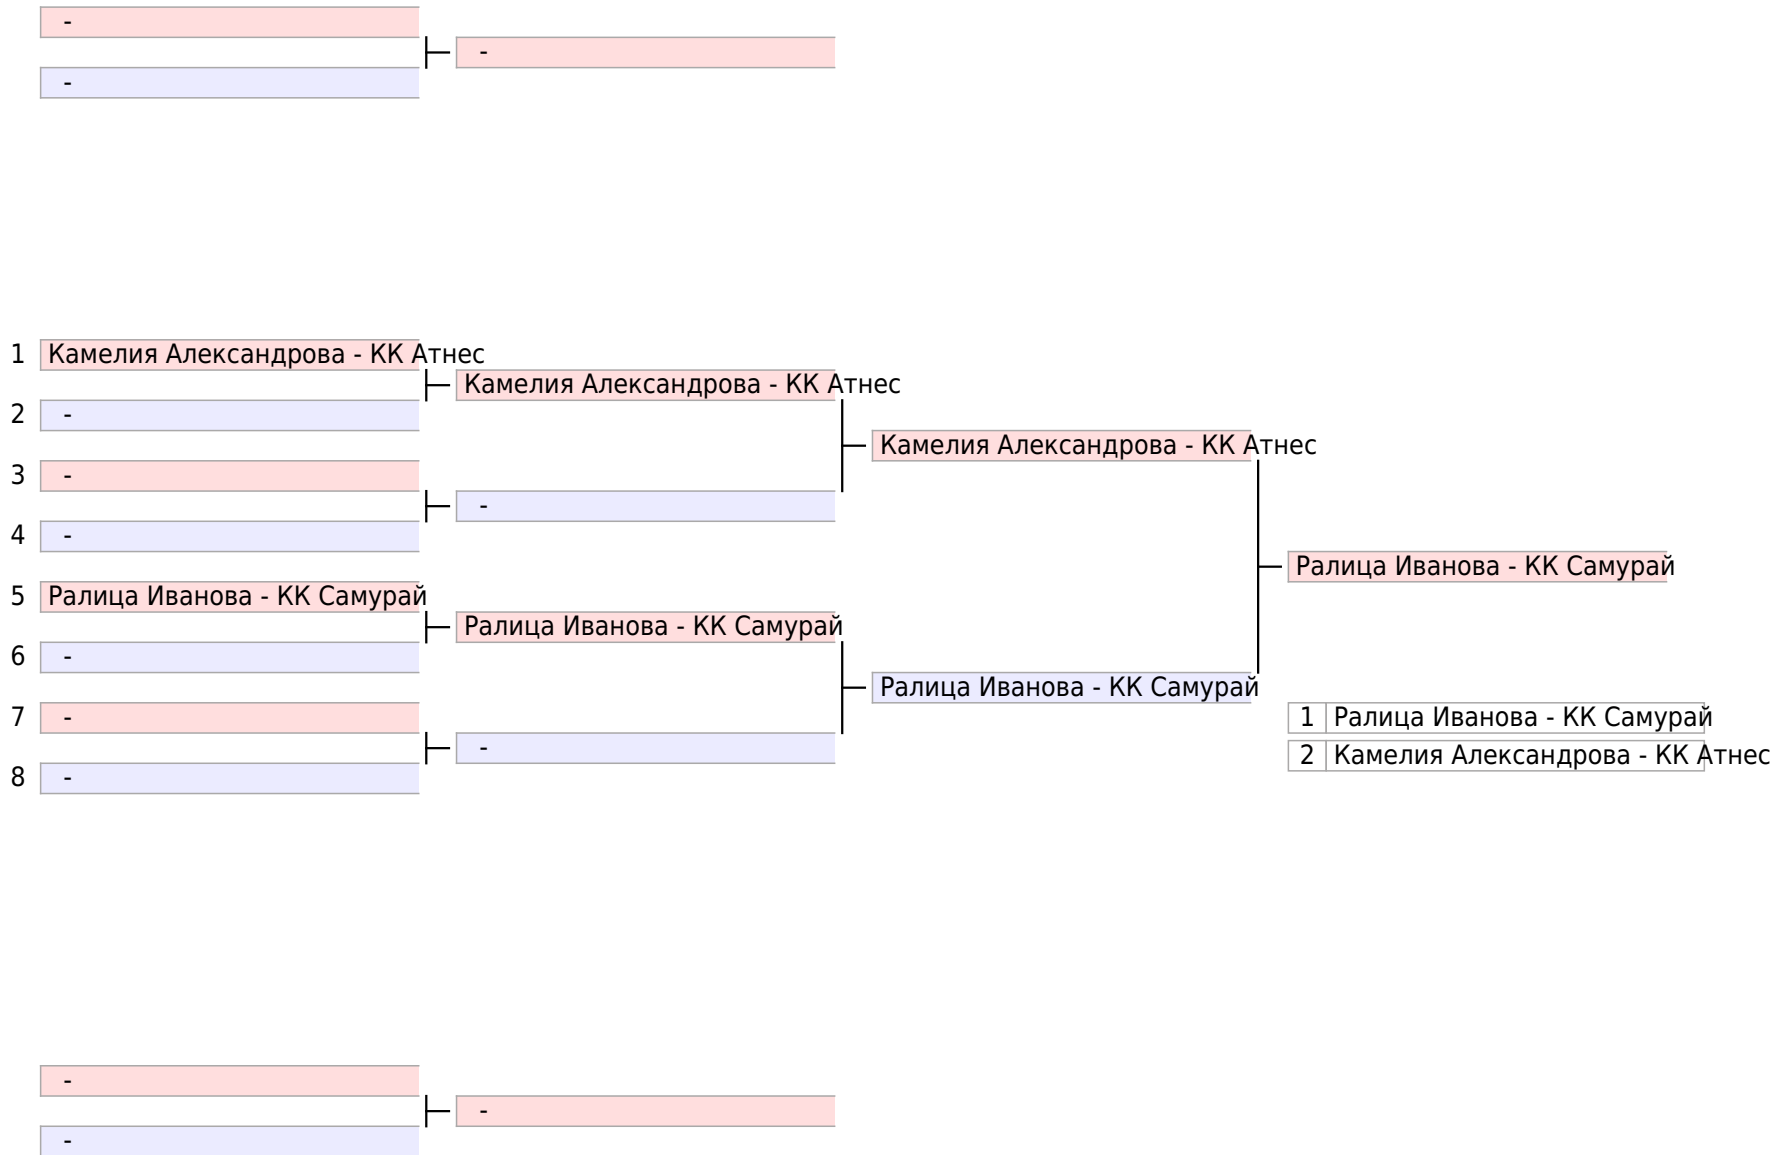 -
-
-
1 Камелия Александрова - КК Атнес
Камелия Александрова - КК Атнес
2 -
Камелия Александрова - КК Атнес
3 -
-
4 -
Ралица Иванова - КК Самурай
5 Ралица Иванова - КК Самурай
Ралица Иванова - КК Самурай
6 -
Ралица Иванова - КК Самурай
7 -
1 Ралица Иванова - КК Самурай
-
2 Камелия Александрова - КК Атнес
8 -
-
-
-